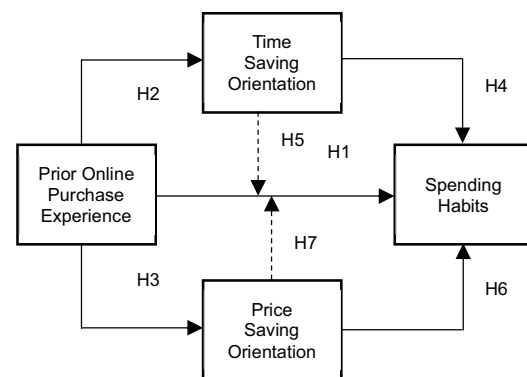 Time
Saving
Orientation
H2
H4
H5
H1
Prior Online
Purchase
Experience
Spending
Habits
H7
H3
H6
Price
Saving
Orientation